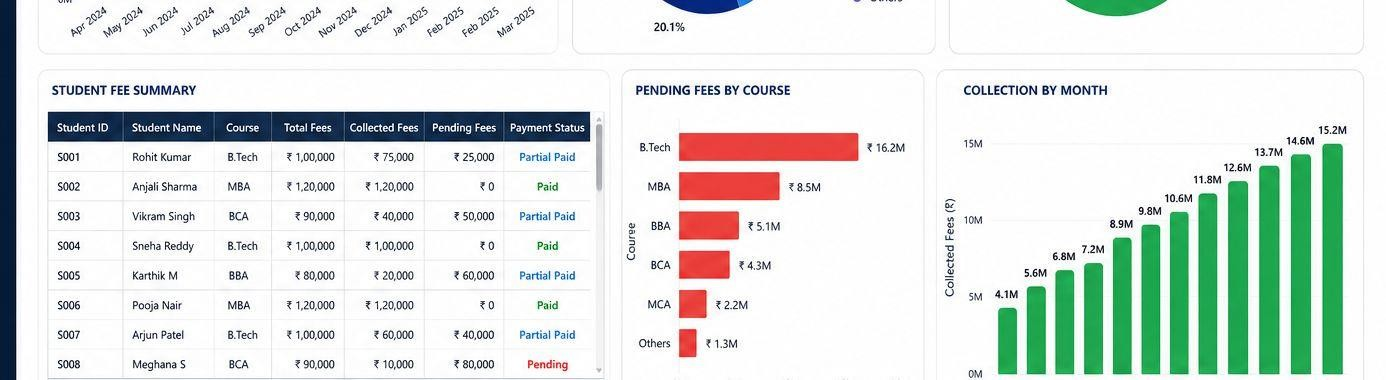 0M
Apr 2024 May 2024 Jun 2024 Jul 2024 Aug 2024 Sep 2024 Oct 2024 Nov 2024 Dec 2024 Jan 2025 Feb 2025 Feb 2025 Mar 2025
20.1%
Others
STUDENT FEE SUMMARY
Student ID Student Name Course Total Fees Collected Fees Pending Fees Payment Status
S001 Rohit Kumar B.Tech ₹ 1,00,000 ₹ 75,000 ₹ 25,000 Partial Paid
S002 Anjali Sharma MBA ₹ 1,20,000 ₹ 1,20,000 ₹ 0 Paid
S003 Vikram Singh BCA ₹ 90,000 ₹ 40,000 ₹ 50,000 Partial Paid
S004 Sneha Reddy B.Tech ₹ 1,00,000 ₹ 1,00,000 ₹ 0 Paid
S005 Karthik M BBA ₹ 80,000 ₹ 20,000 ₹ 60,000 Partial Paid
S006 Pooja Nair MBA ₹ 1,20,000 ₹ 1,20,000 ₹ 0 Paid
S007 Arjun Patel B.Tech ₹ 1,00,000 ₹ 60,000 ₹ 40,000 Partial Paid
S008 Meghana S BCA ₹ 90,000 ₹ 10,000 ₹ 80,000 Pending
PENDING FEES BY COURSE
Course
B.Tech ₹ 16.2M
MBA ₹ 8.5M
BBA ₹ 5.1M
BCA ₹ 4.3M
MCA ₹ 2.2M
Others ₹ 1.3M
COLLECTION BY MONTH
Collected Fees (₹)
15M
10M
5M
0M
4.1M 5.6M 6.8M 7.2M 8.9M 9.8M 10.6M 11.8M 12.6M 13.7M 14.6M 15.2M